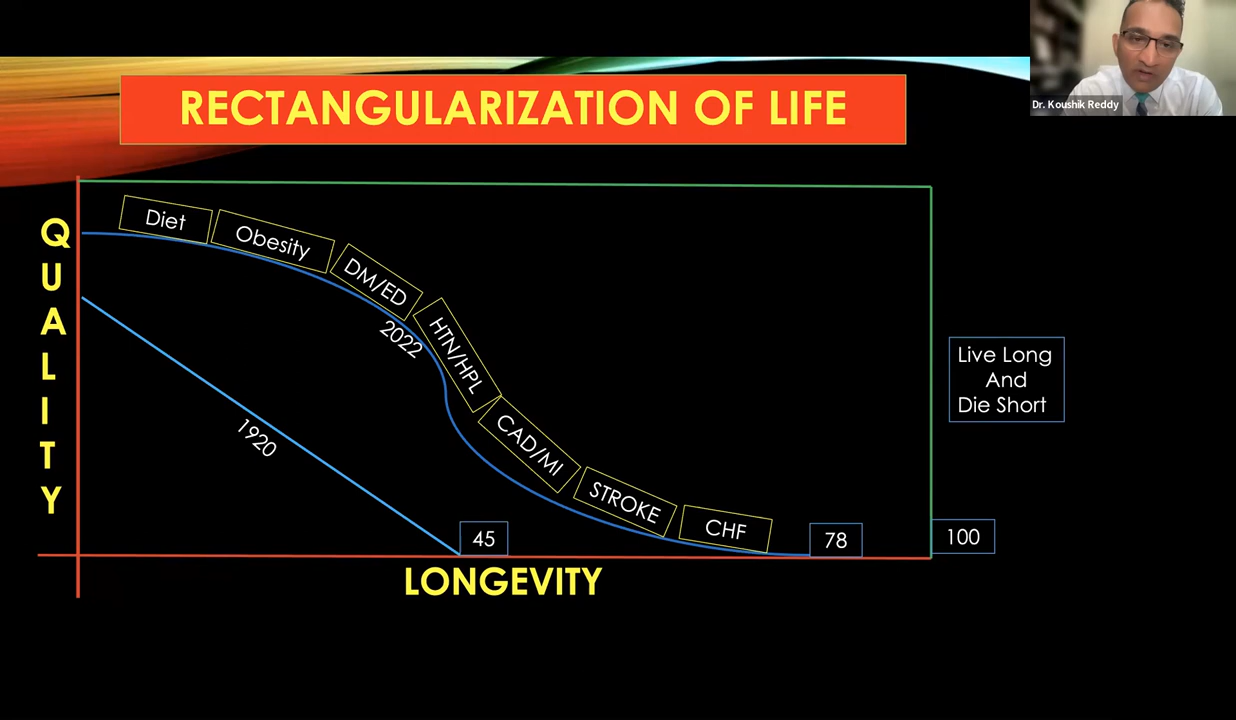 Dr. Koushik Reddy
RECTANGULARIZATION OF LIFE
QUALITY
Diet
Obesity
DM/ED
2022
HTN/HPL
CAD/MI
STROKE
CHF
1920
45
78
100
Live Long
And
Die Short
LONGEVITY